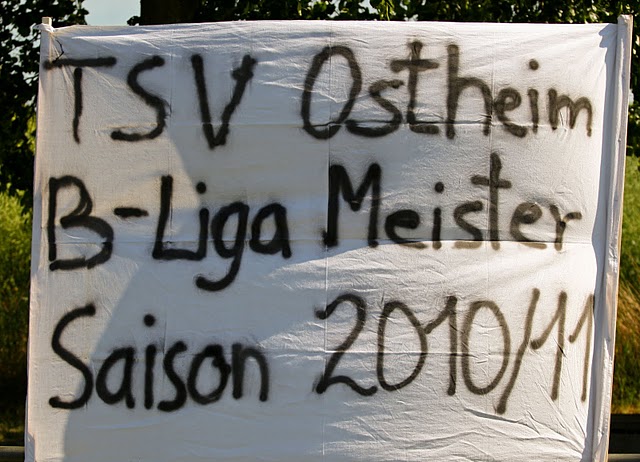 TSV Ostheim
B-Liga Meister
Saison 2010/11